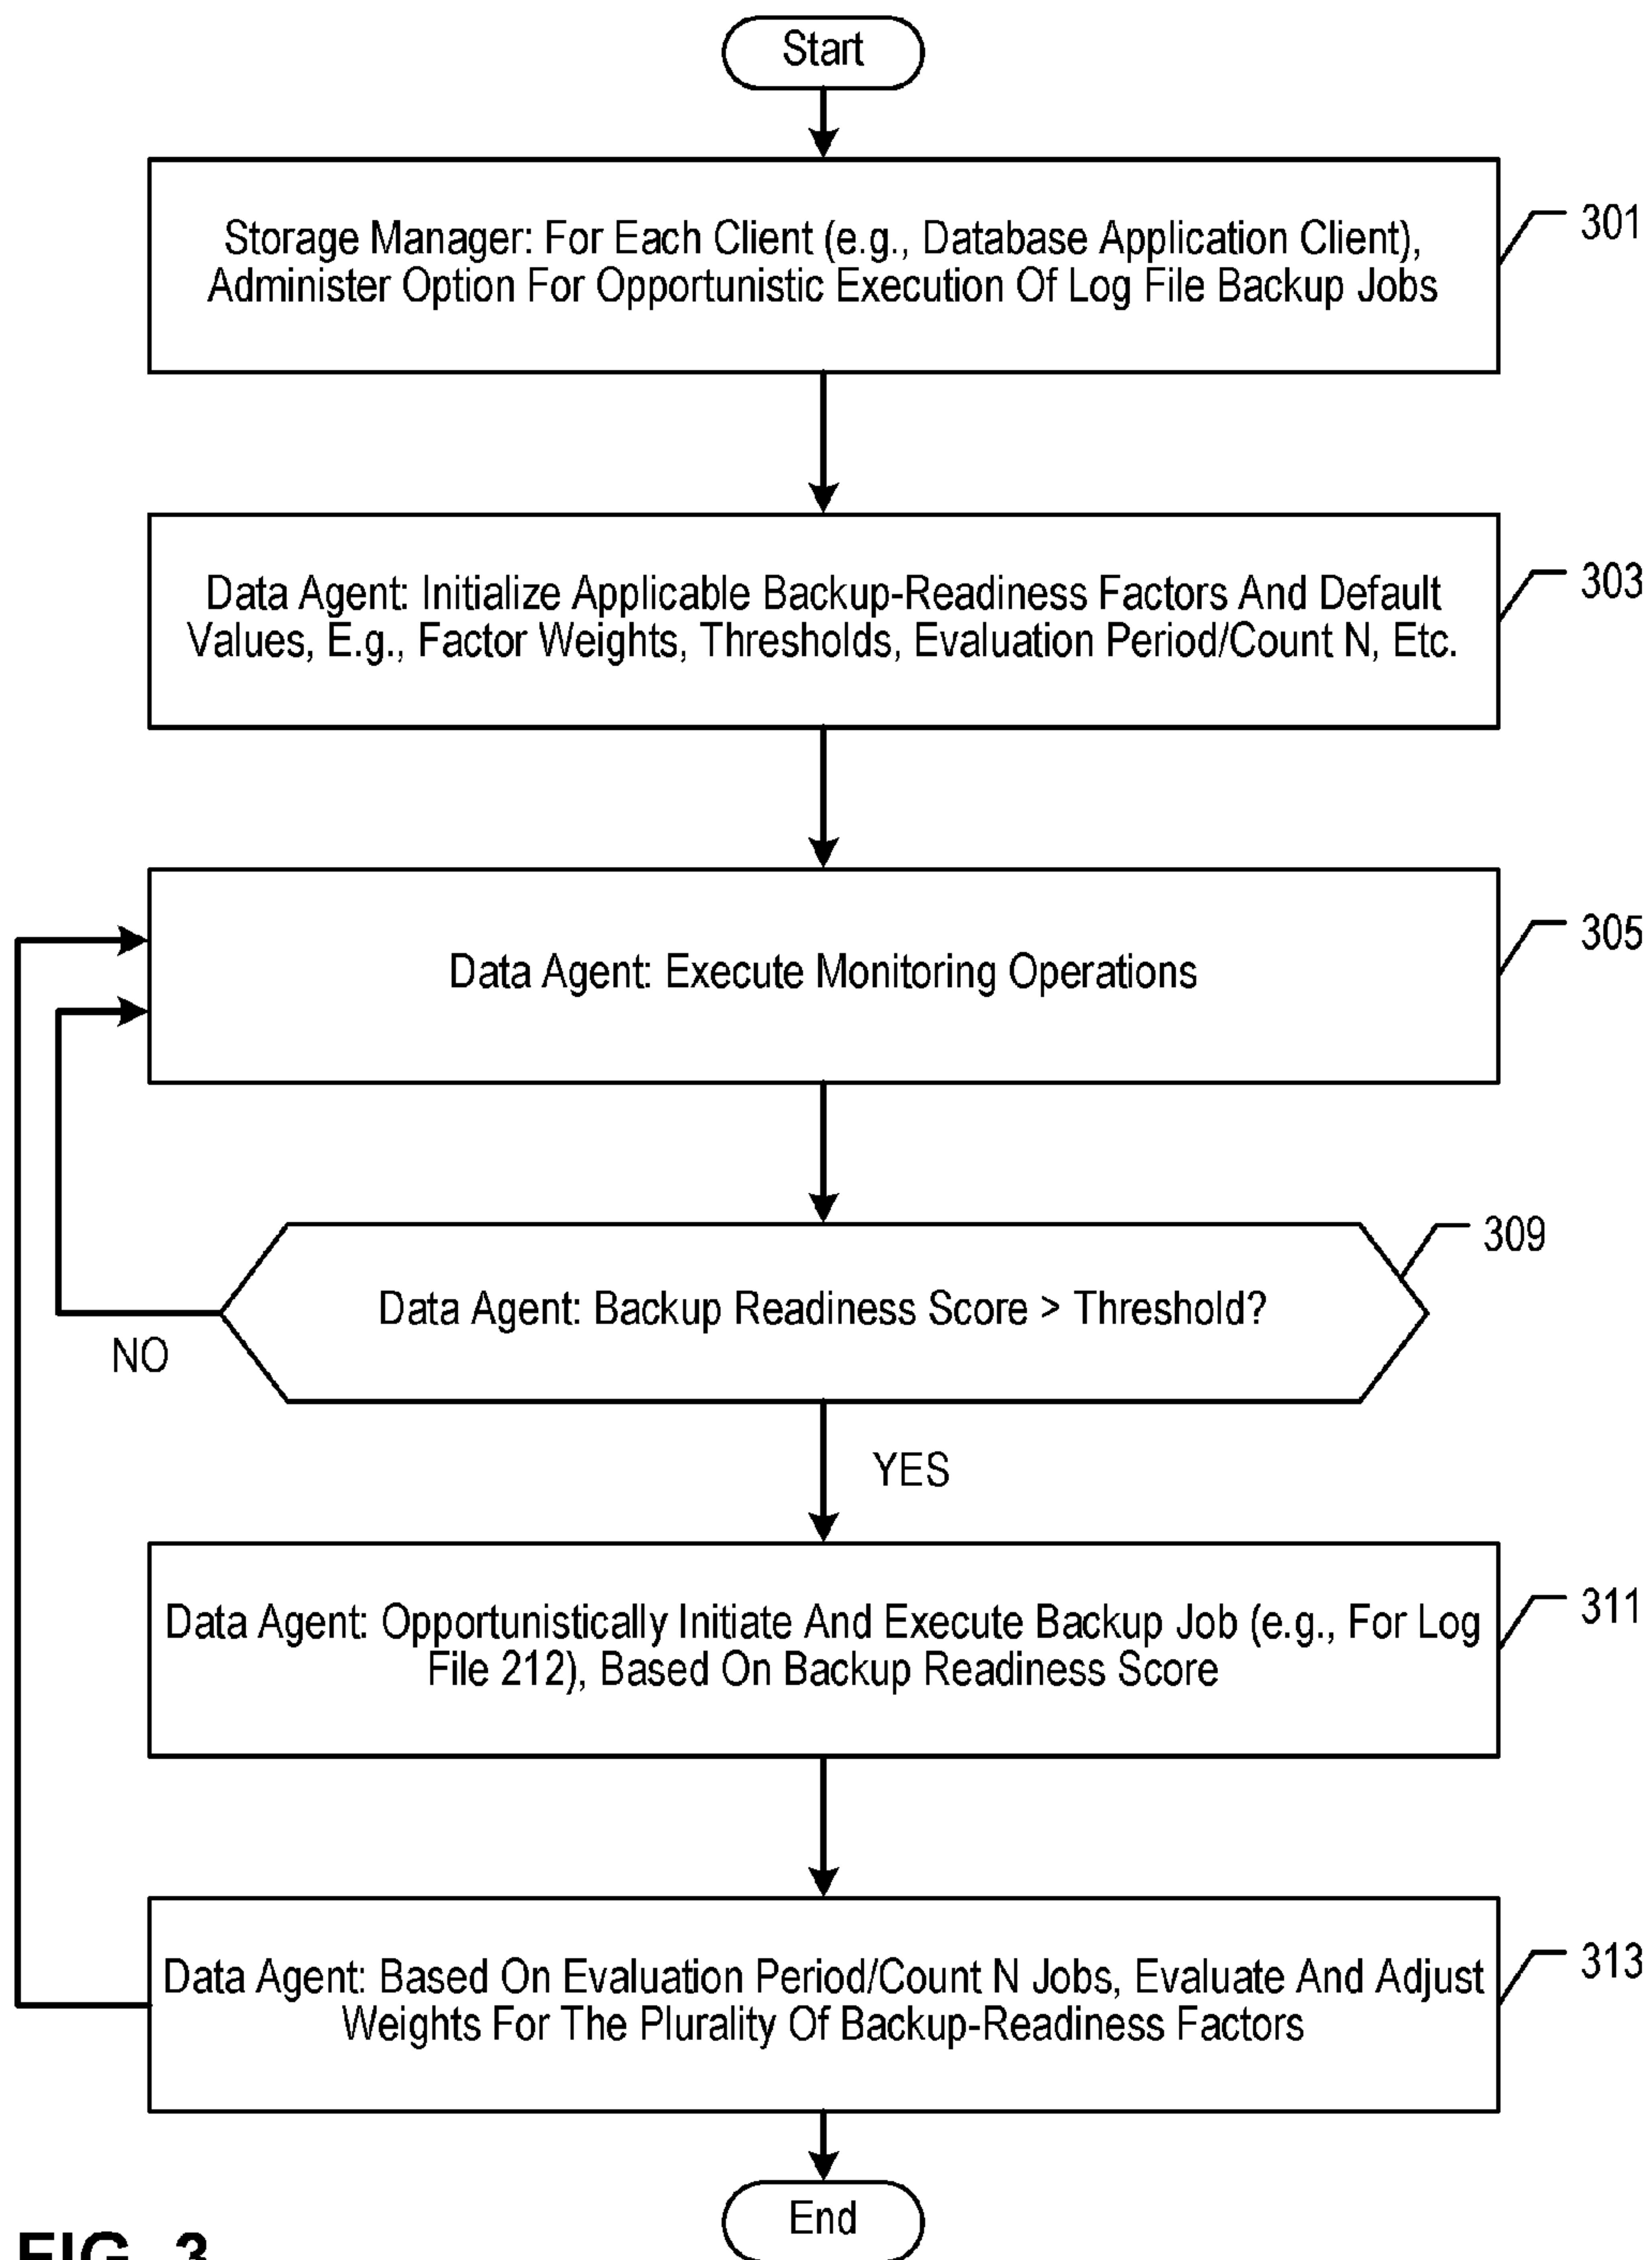 Start
Storage Manager: For Each Client (e.g., Database Application Client),
Administer Option For Opportunistic Execution Of Log File Backup Jobs
301
Data Agent: Initialize Applicable Backup-Readiness Factors And Default
Values, E.g., Factor Weights, Thresholds, Evaluation Period/Count N, Etc.
303
Data Agent: Execute Monitoring Operations
305
Data Agent: Backup Readiness Score > Threshold?
309
NO
YES
Data Agent: Opportunistically Initiate And Execute Backup Job (e.g., For Log
File 212), Based On Backup Readiness Score
311
Data Agent: Based On Evaluation Period/Count N Jobs, Evaluate And Adjust
Weights For The Plurality Of Backup-Readiness Factors
313
End
FIG. 3